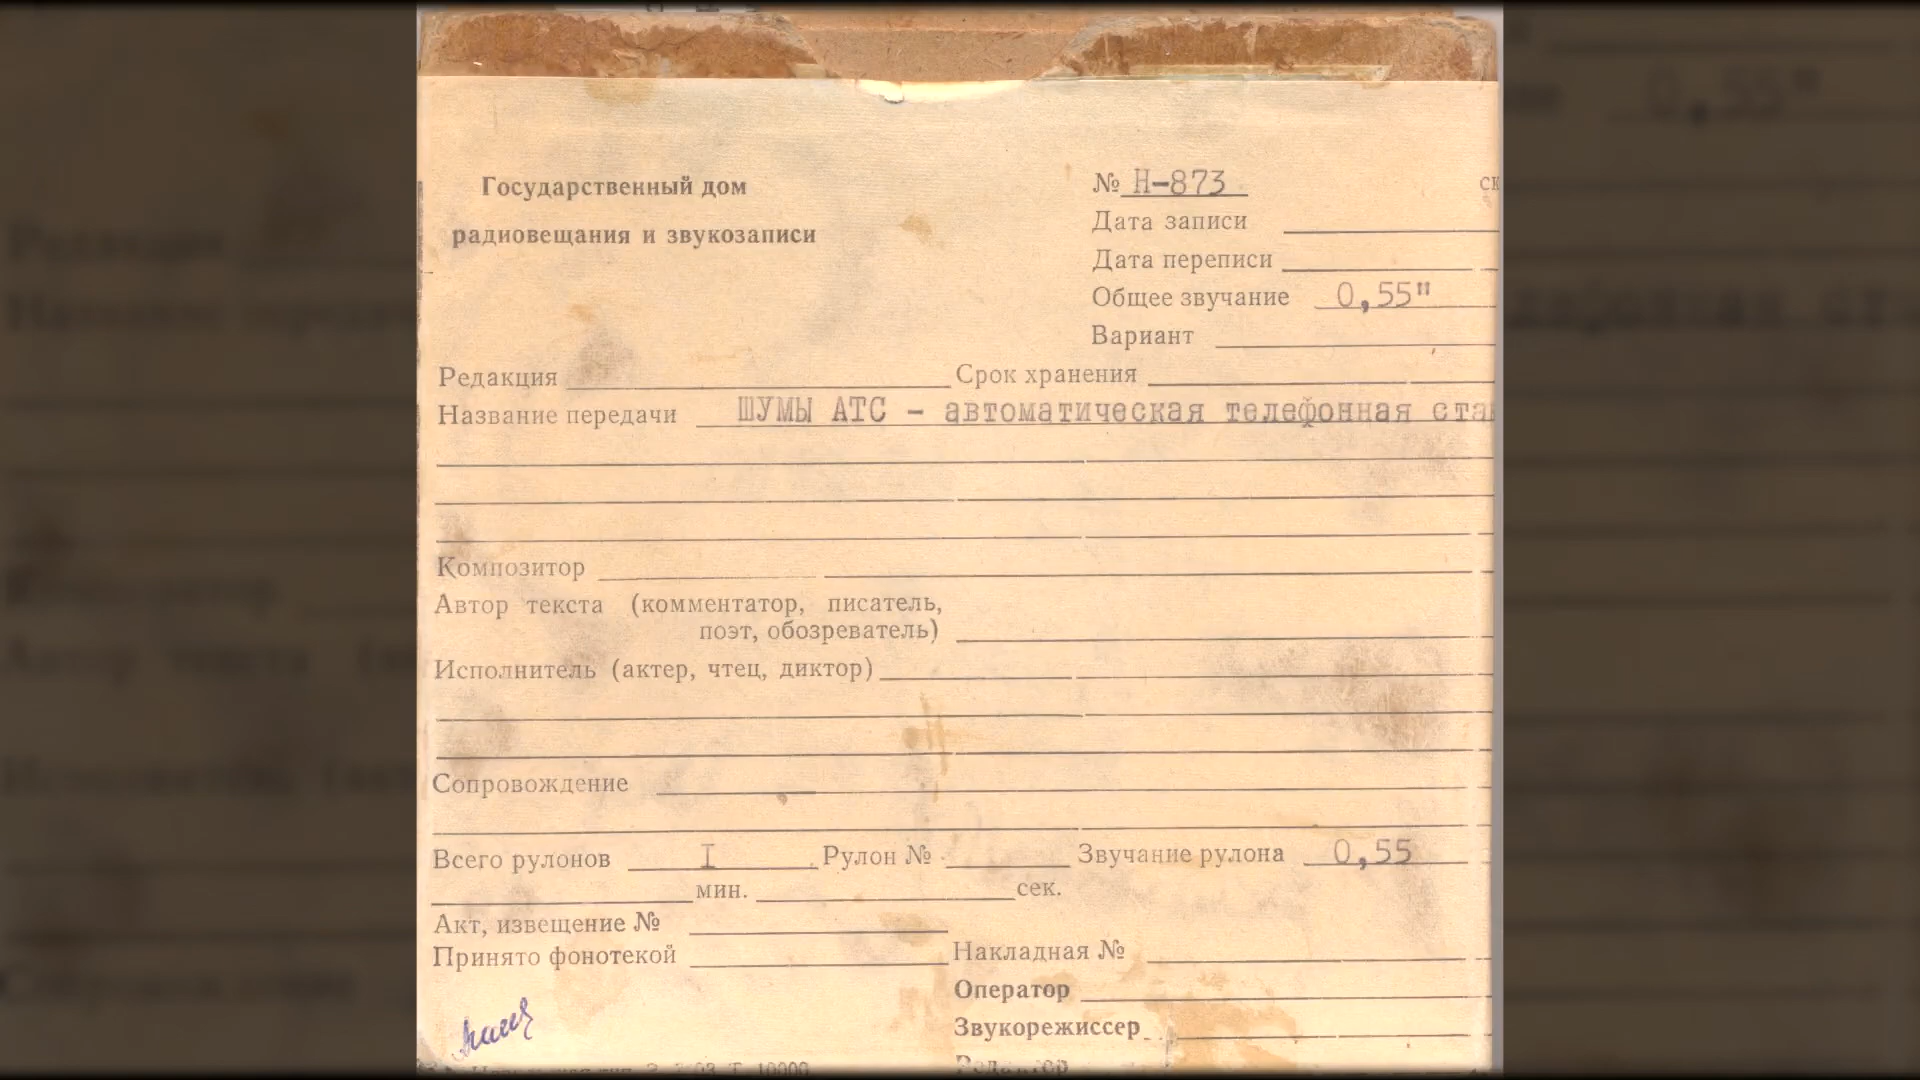 Государственный дом
радиовещания и звукозаписи
№ Н-873
Дата записи
Дата переписи
Общее звучание 0,55"
Вариант
Редакция Срок хранения
Название передачи ШУМЫ АТС - автоматическая телефонная ста
Композитор
Автор текста (комментатор, писатель,
поэт, обозреватель)
Исполнитель (актер, чтец, диктор)
Сопровождение
Всего рулонов I Рулон № Звучание рулона 0,55
мин. сек.
Акт, извещение №
Принято фонотекой Накладная №
Оператор
Звукорежиссер
Редактор